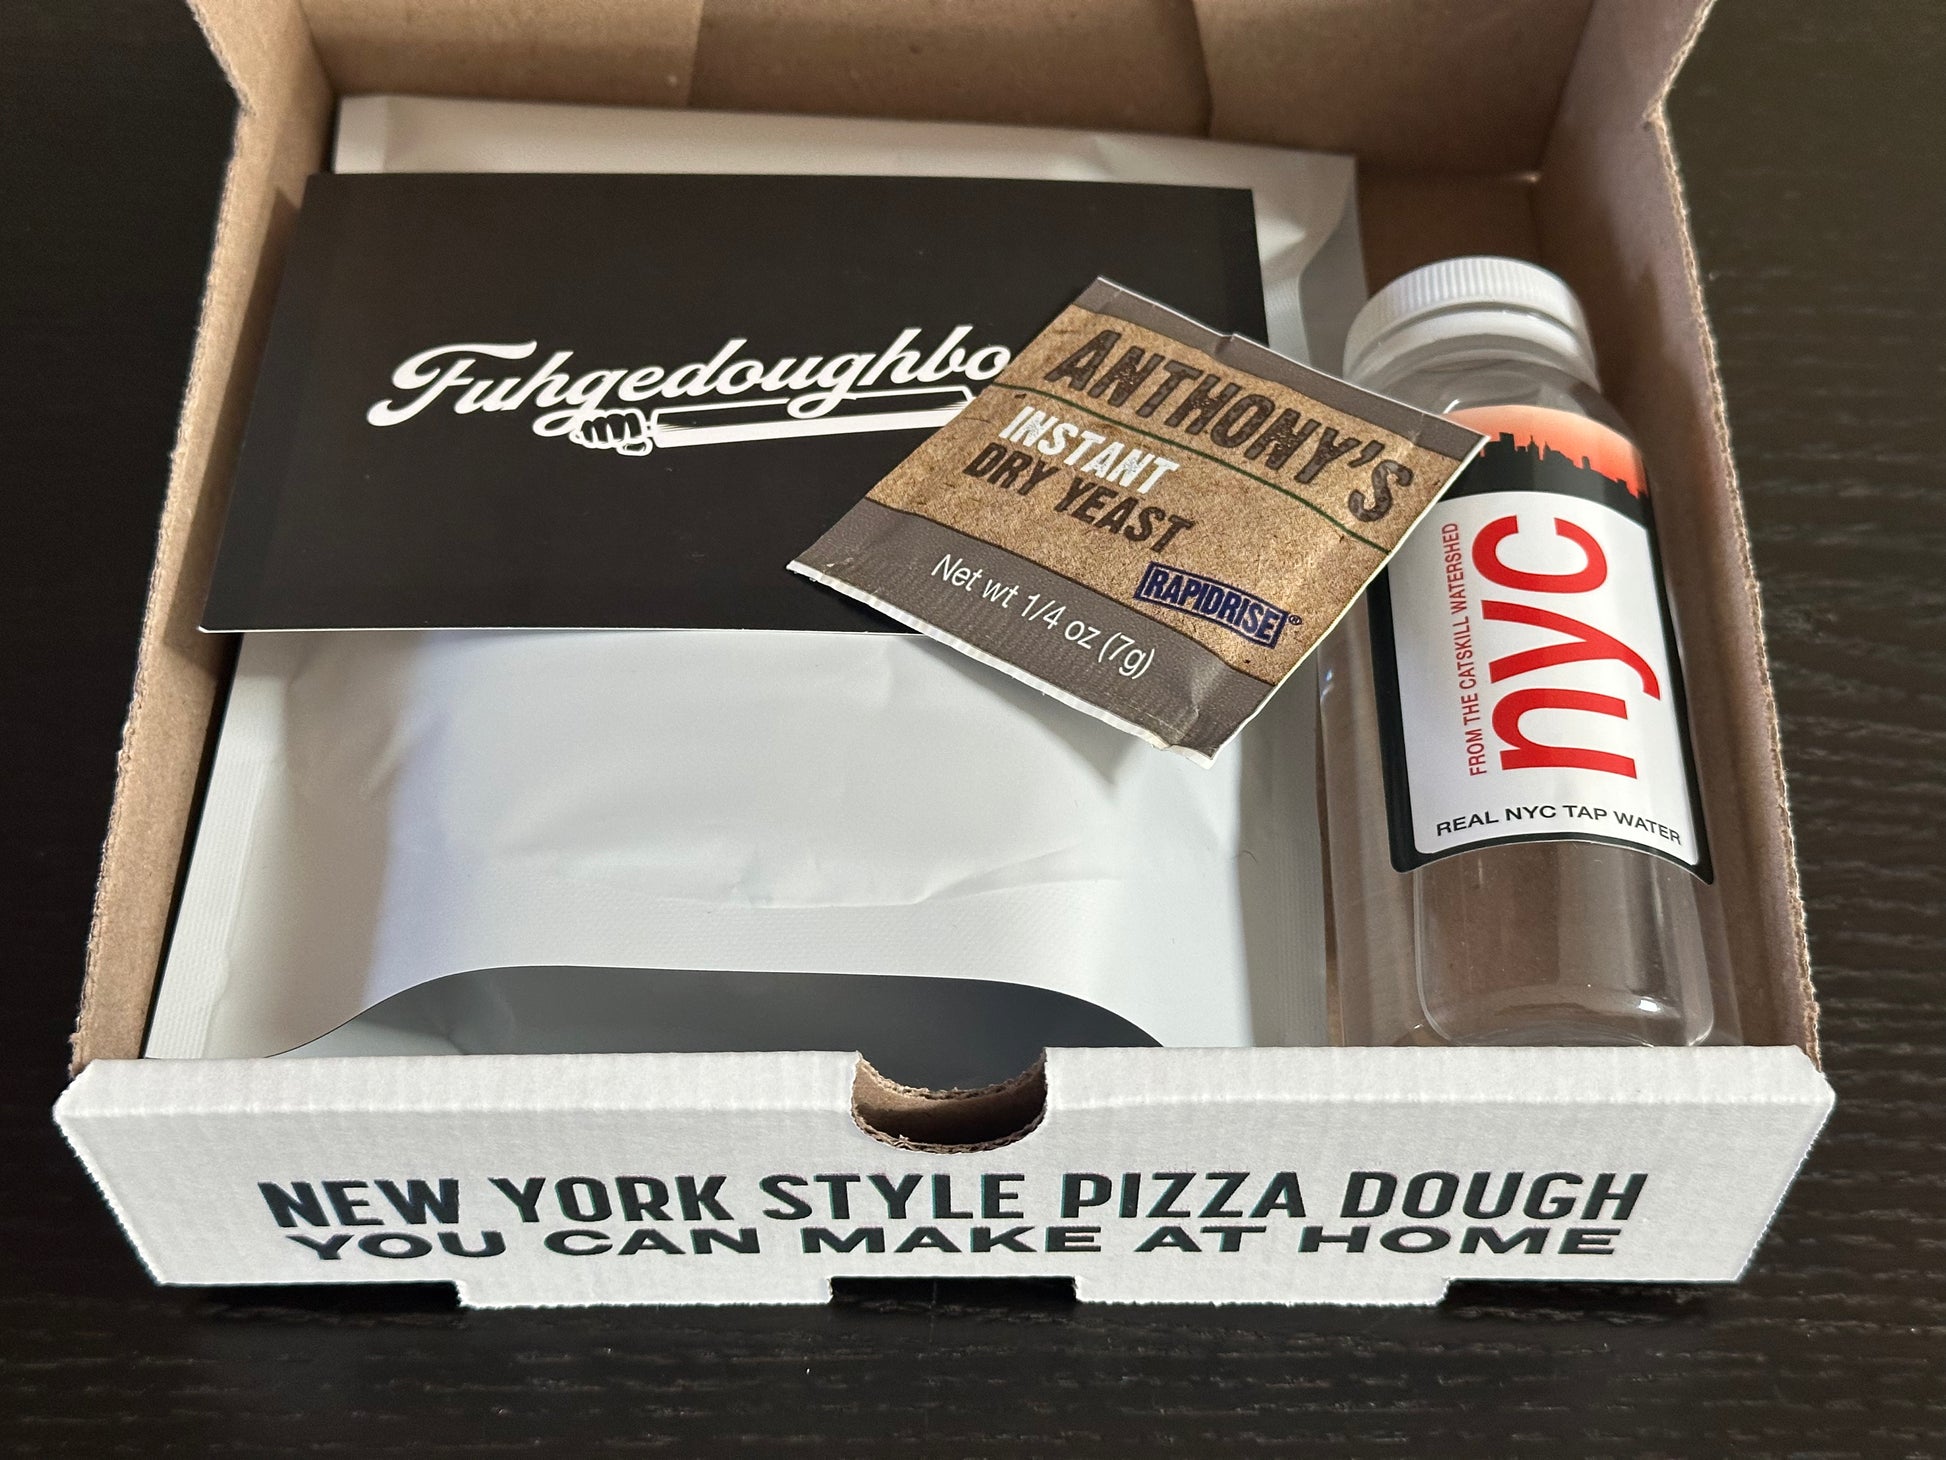 Fuhgedoughbo
ANTHONY'S
INSTANT
DRY YEAST
RAPIDRISE®
Net wt 1/4 oz (7g)
FROM THE CATSKILL WATERSHED
nyc
REAL NYC TAP WATER
NEW YORK STYLE PIZZA DOUGH
YOU CAN MAKE AT HOME